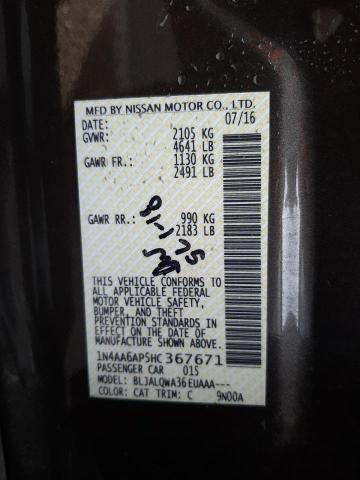 MFD BY NISSAN MOTOR CO., LTD.
DATE: 07/16
GVWR: 2105 KG
4641 LB
GAWR FR: 1130 KG
2491 LB
GAWR RR: 990 KG
2183 LB
THIS VEHICLE CONFORMS TO
ALL APPLICABLE FEDERAL
MOTOR VEHICLE SAFETY,
BUMPER, AND THEFT
PREVENTION STANDARDS IN
EFFECT ON THE DATE OF
MANUFACTURE SHOWN ABOVE.
1N4AA6AP5HC367671
PASSENGER CAR 015
MODEL: BLJALQWA36EUAAA---
COLOR: CAT TRIM: C 9N00A